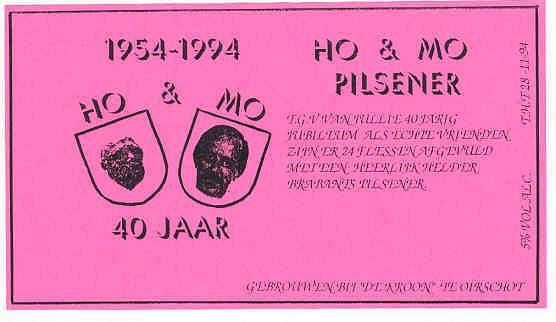 1954-1994
HO & MO
40 JAAR
HO & MO
PILSENER
T.G.V VAN JULLIE 40 JARIG
JUBILEUM ALS ECHTE VRIENDEN
ZIJN ER 24 FLESSEN AFGEVULD
MET EEN HEERLIJK HELDER
BRABANTS PILSENER.
GEBROUWEN BIJ "DE KROON" TE OIRSCHOT
5% VOL.ALC.
T.H.T 28-11-94